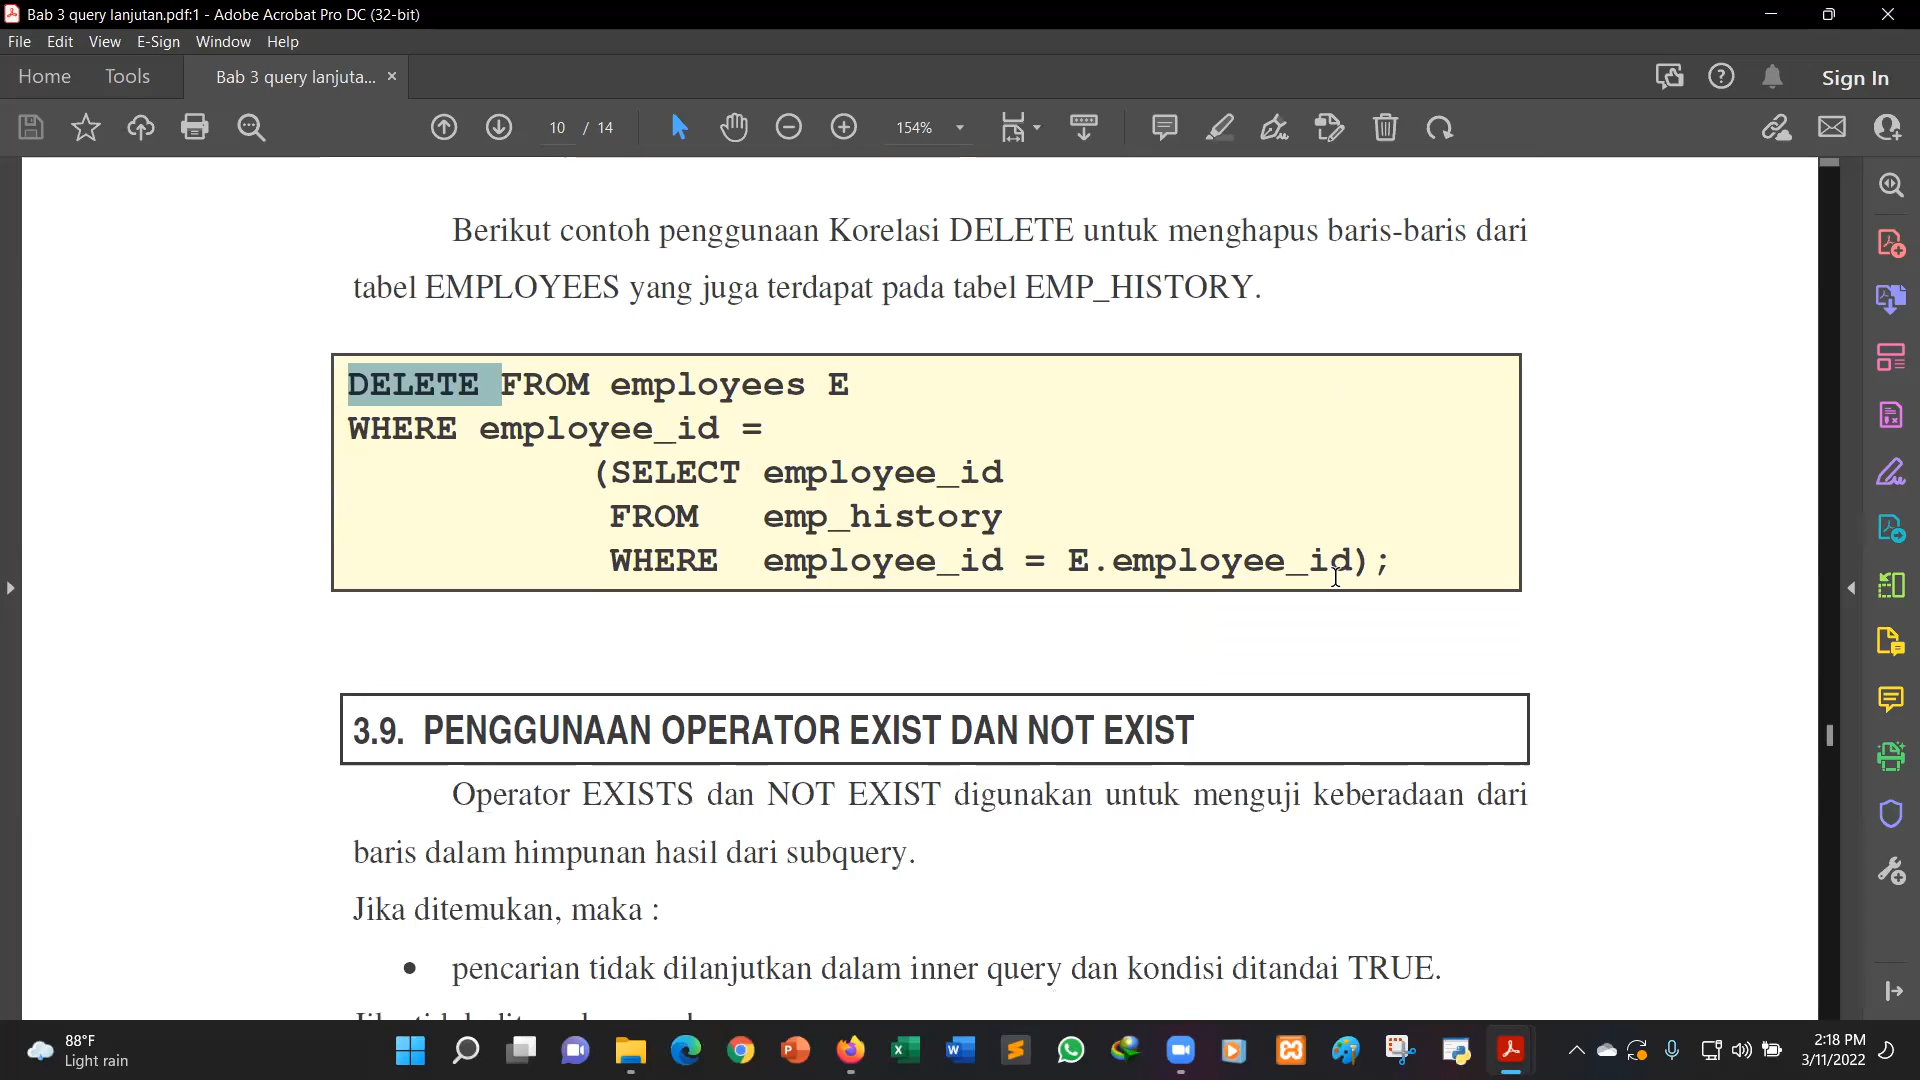 Bab 3 query lanjutan.pdf:1 - Adobe Acrobat Pro DC (32-bit)
File Edit View E-Sign Window Help
Home Tools Bab 3 query lanjuta... × Sign In
10 / 14 154%
Berikut contoh penggunaan Korelasi DELETE untuk menghapus baris-baris dari
tabel EMPLOYEES yang juga terdapat pada tabel EMP_HISTORY.
DELETE FROM employees E
WHERE employee_id =
(SELECT employee_id
FROM emp_history
WHERE employee_id = E.employee_id);
3.9. PENGGUNAAN OPERATOR EXIST DAN NOT EXIST
Operator EXISTS dan NOT EXIST digunakan untuk menguji keberadaan dari
baris dalam himpunan hasil dari subquery.
Jika ditemukan, maka :
• pencarian tidak dilanjutkan dalam inner query dan kondisi ditandai TRUE.
88°F
Light rain
2:18 PM
3/11/2022